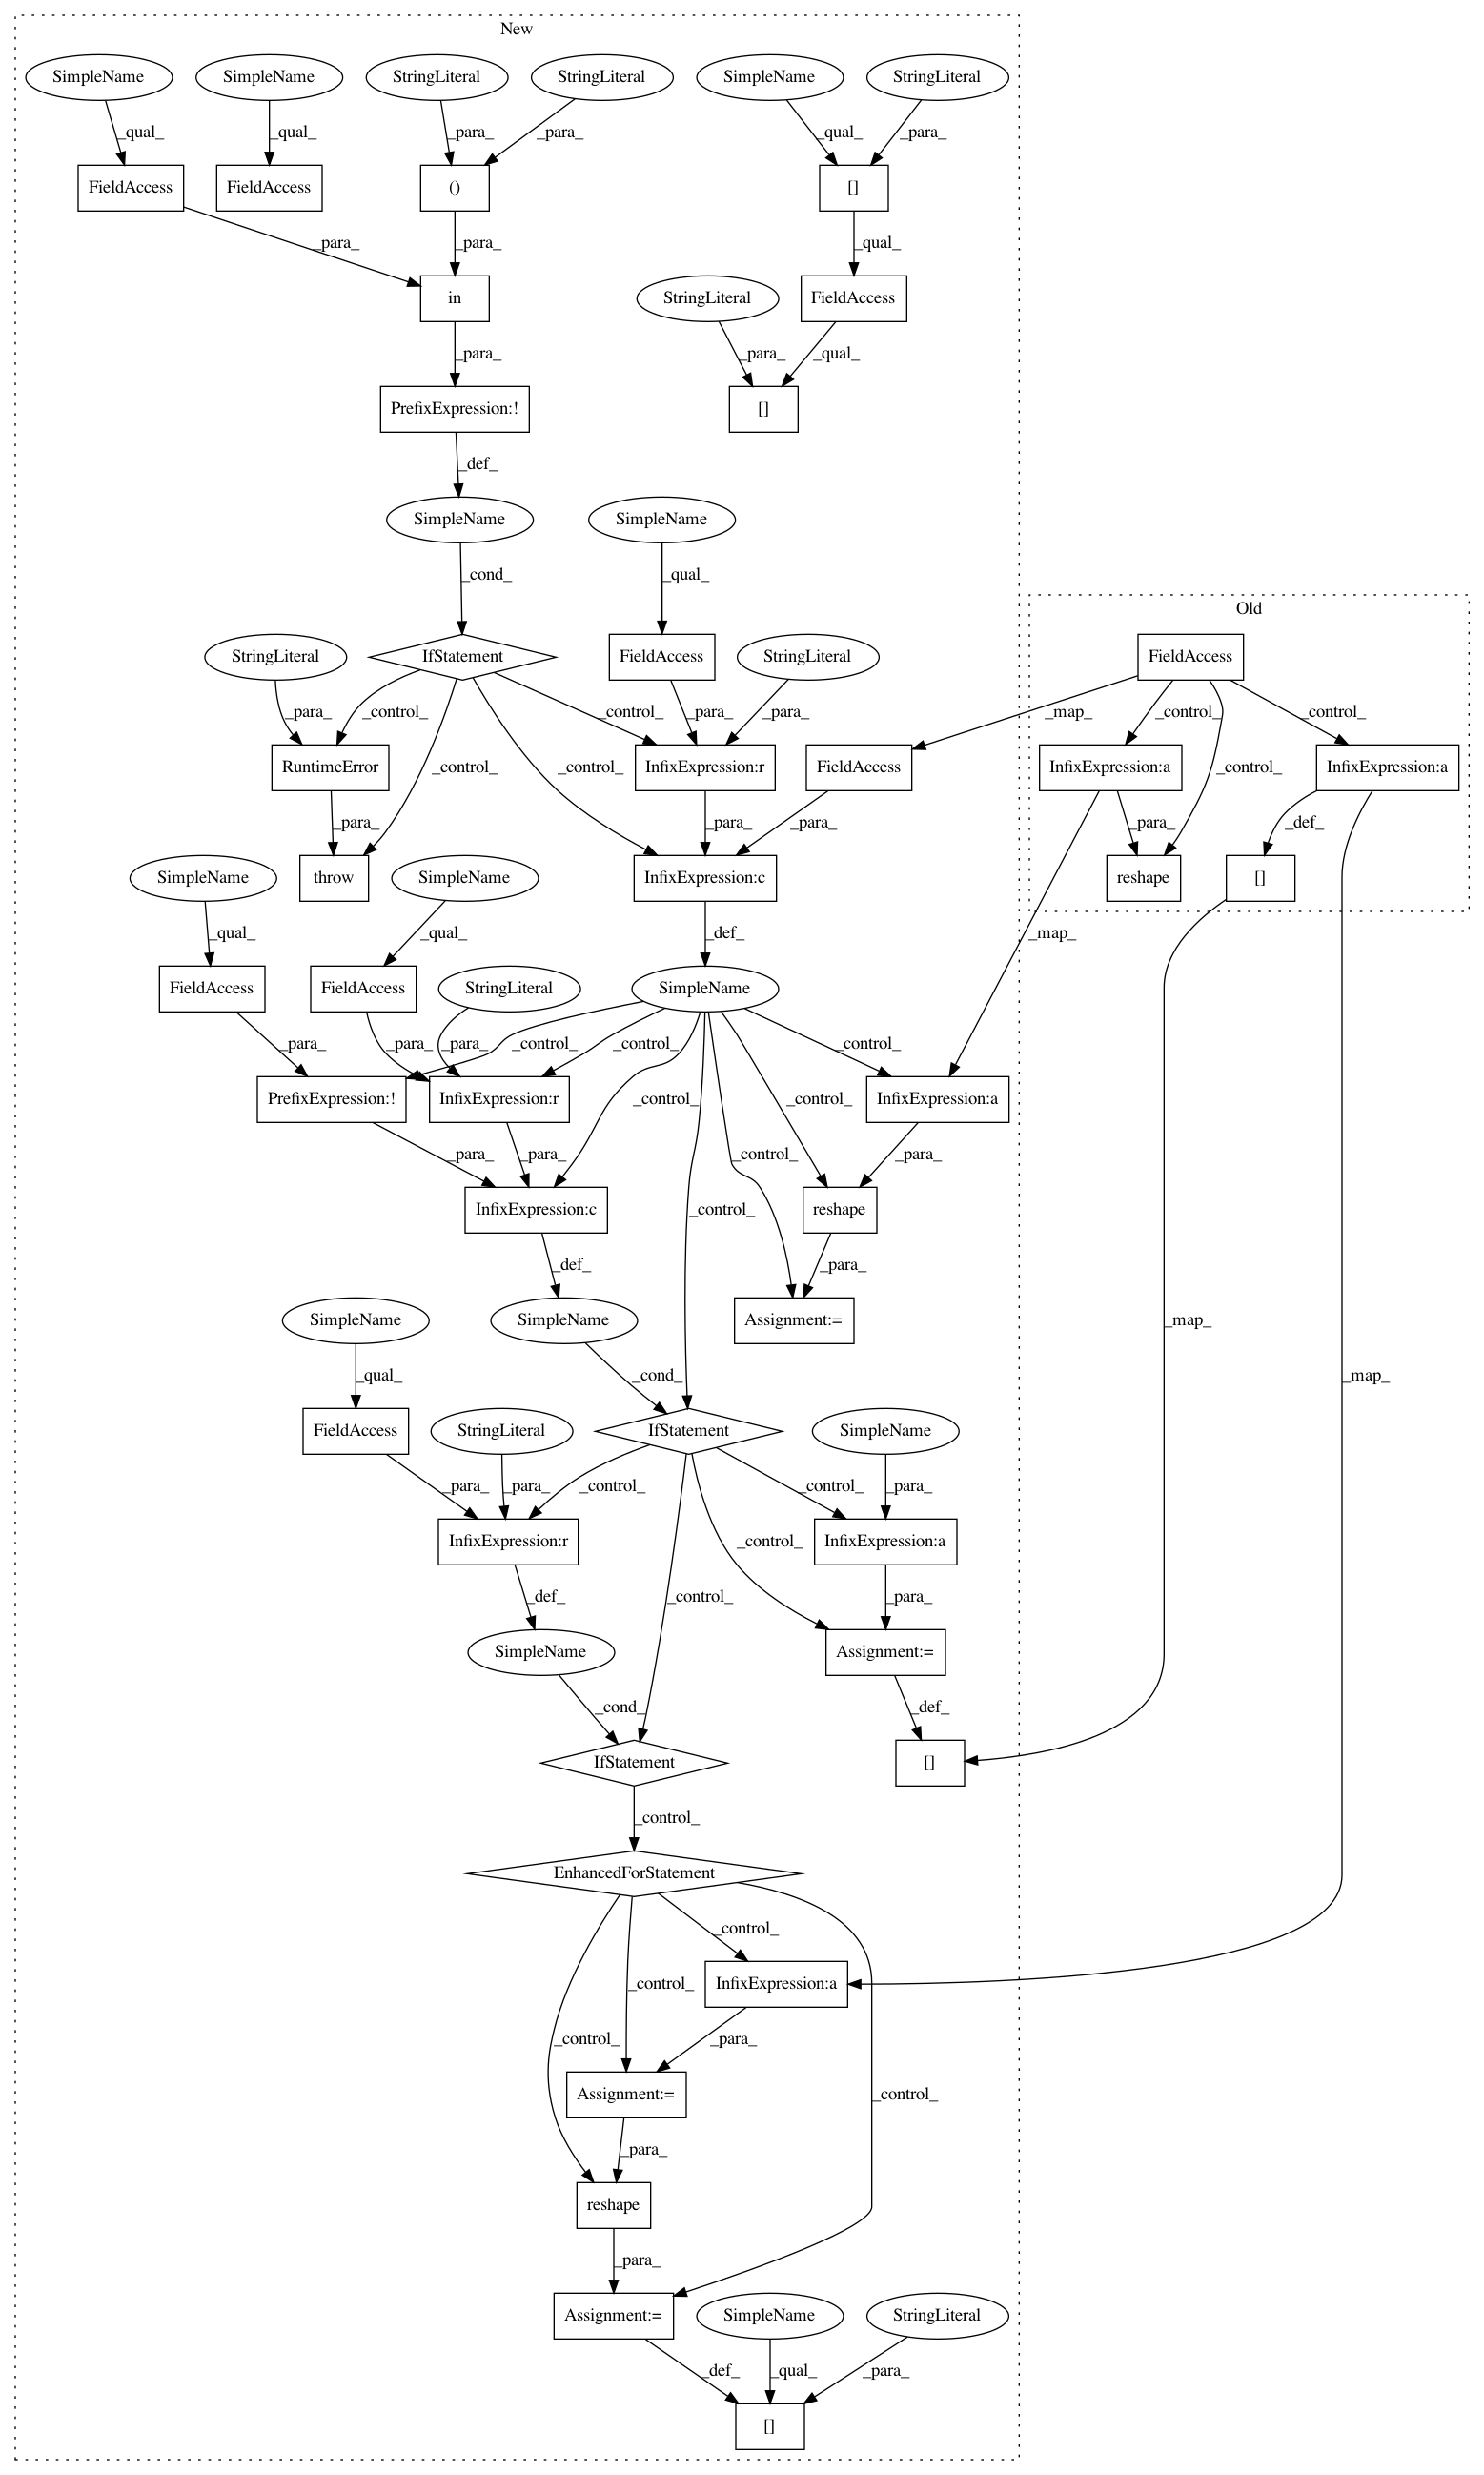 New
SimpleName
SimpleName
StringLiteral
StringLiteral
SimpleName
StringLiteral
_qual_
_qual_
_para_
_para_
_qual_
_para_
FieldAccess
FieldAccess
()
[]
_para_
_para_
_qual_
in
StringLiteral
FieldAccess
_para_
_para_
_qual_
PrefixExpression:!
[]
_def_
SimpleName
SimpleName
_cond_
_qual_
Old
StringLiteral
IfStatement
FieldAccess
StringLiteral
FieldAccess
_para_
_control_
_control_
_para_
_para_
_map_
_control_
_control_
RuntimeError
_control_
_control_
InfixExpression:r
FieldAccess
InfixExpression:a
_control_
InfixExpression:a
_para_
_para_
_para_
_para_
_def_
SimpleName
throw
SimpleName
InfixExpression:c
reshape
[]
_qual_
_qual_
_def_
_map_
FieldAccess
FieldAccess
StringLiteral
SimpleName
_para_
_para_
_para_
_control_
_control_
_control_
PrefixExpression:!
InfixExpression:r
_control_
_control_
InfixExpression:a
_para_
_para_
_control_
_para_
InfixExpression:c
_control_
reshape
_def_
_para_
SimpleName
SimpleName
Assignment:=
_map_
_qual_
_cond_
_map_
FieldAccess
StringLiteral
IfStatement
SimpleName
_para_
_para_
_control_
_control_
_para_
InfixExpression:r
_control_
InfixExpression:a
_def_
_control_
_para_
SimpleName
Assignment:=
_cond_
_def_
IfStatement
[]
_control_
EnhancedForStatement
_control_
_control_
InfixExpression:a
_control_
_para_
Assignment:=
_control_
_para_
reshape
_para_
Assignment:=
SimpleName
StringLiteral
_def_
_qual_
_para_
[]